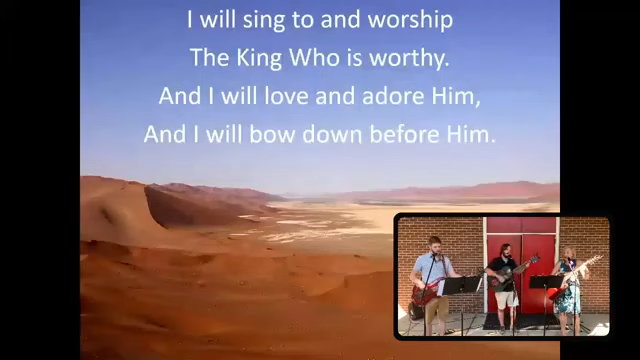 I will sing to and worship
The King Who is worthy.
And I will love and adore Him,
And I will bow down before Him.